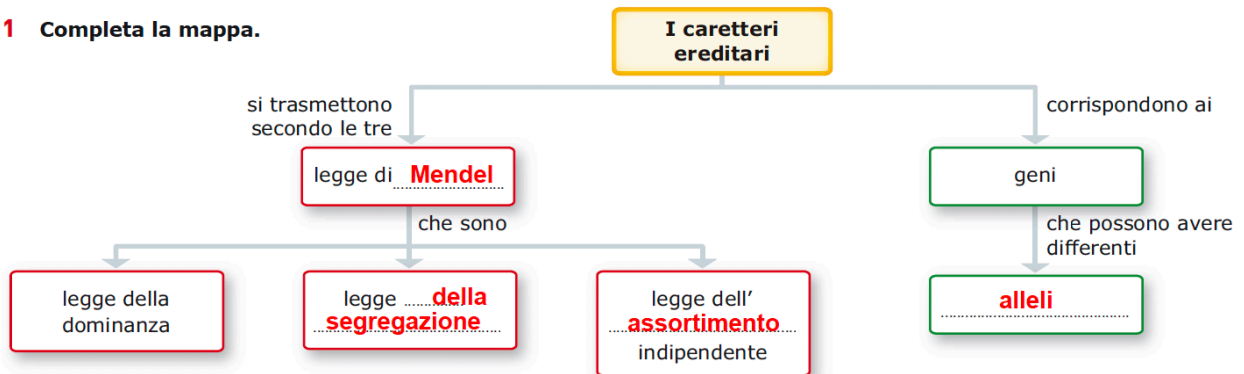 1 Completa la mappa.
I caretteri
ereditari
si trasmettono
secondo le tre
corrispondono ai
legge di Mendel
geni
che sono
che possono avere
differenti
legge della
dominanza
legge della
segregazione
legge dell'
assortimento
indipendente
alleli